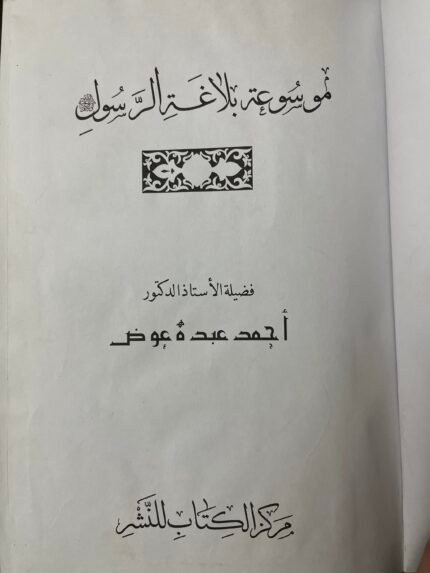 موسوعة بلاغة الرسول ﷺ
فضيلة الأستاذ الدكتور
أحمد عبده عوض
مركز الكتاب للنشر